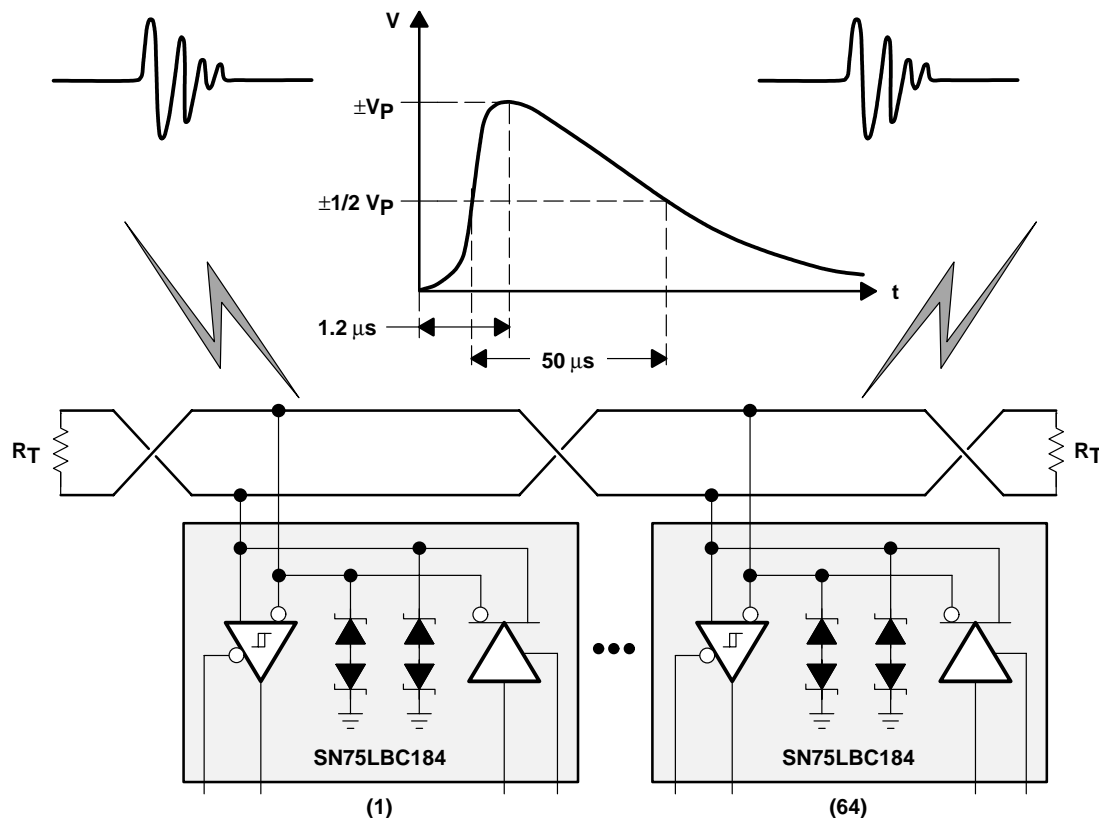 V
±VP
±1/2 VP
t
1.2 μs
50 μs
RT
RT
SN75LBC184
SN75LBC184
(1)
(64)